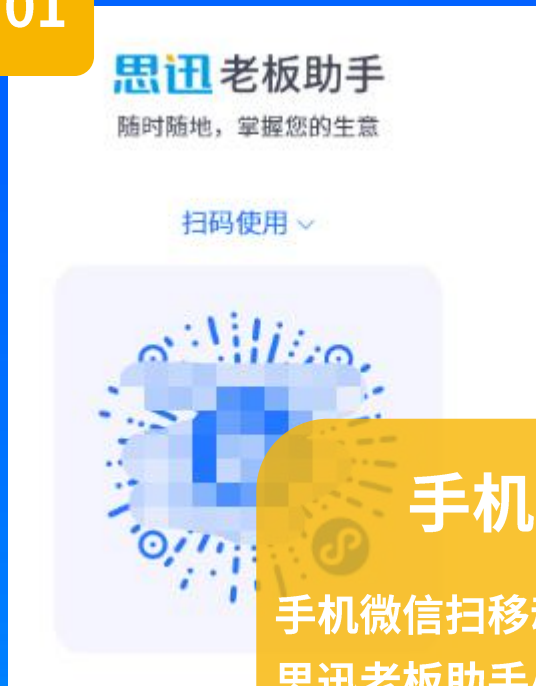 01
思迅老板助手
随时随地，掌握您的生意
扫码使用
手机
手机微信扫移
思迅老板助手